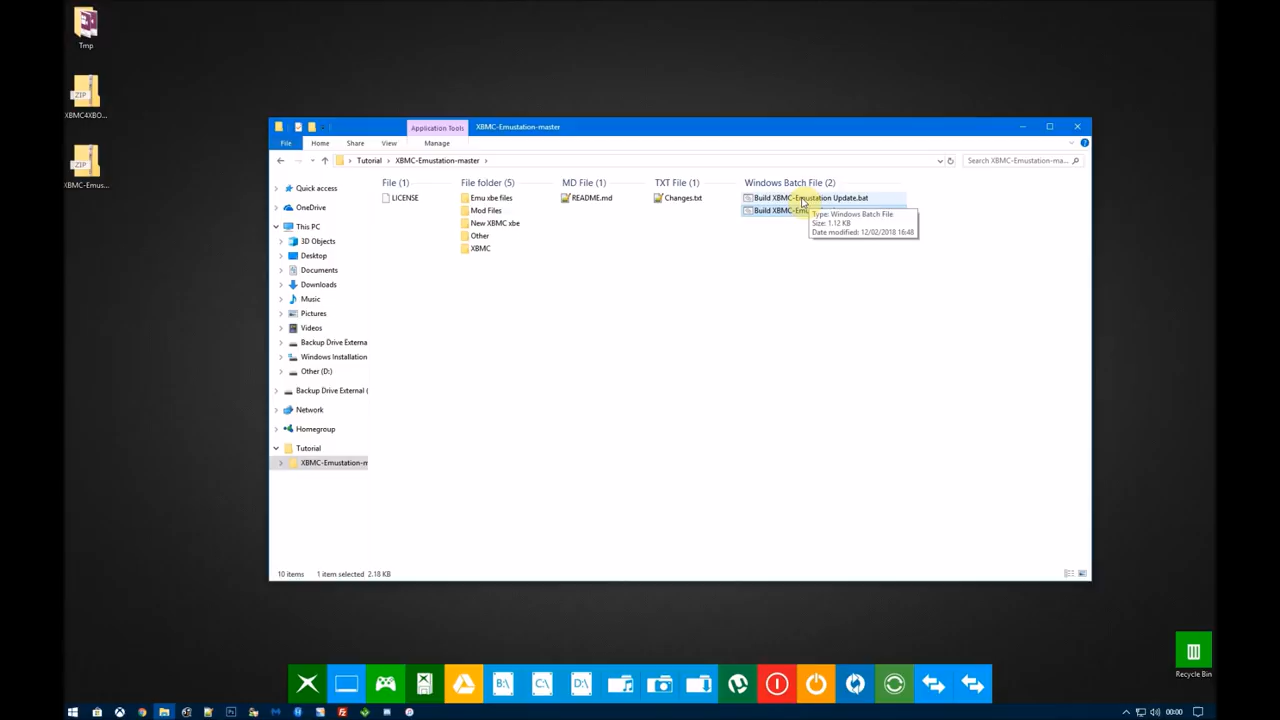 Tmp
ZIP
XBMC4XBO...
ZIP
XBMC-Emus...
Application Tools
XBMC-Emustation-master
File
Home
Share
View
Manage
Tutorial
XBMC-Emustation-master
Search XBMC-Emustation-ma...
Quick access
OneDrive
This PC
3D Objects
Desktop
Documents
Downloads
Music
Pictures
Videos
Backup Drive Externa
Windows Installation
Other (D:)
Backup Drive External (
Network
Homegroup
Tutorial
XBMC-Emustation-m
File (1)
LICENSE
File folder (5)
Emu xbe files
Mod Files
New XBMC xbe
Other
XBMC
MD File (1)
README.md
TXT File (1)
Changes.txt
Windows Batch File (2)
Build XBMC-Emustation Update.bat
Build XBMC-Emu
Type: Windows Batch File
Size: 1.12 KB
Date modified: 12/02/2018 16:48
10 items
1 item selected 2.18 KB
B:\
C:\
D:\
Recycle Bin
00:00